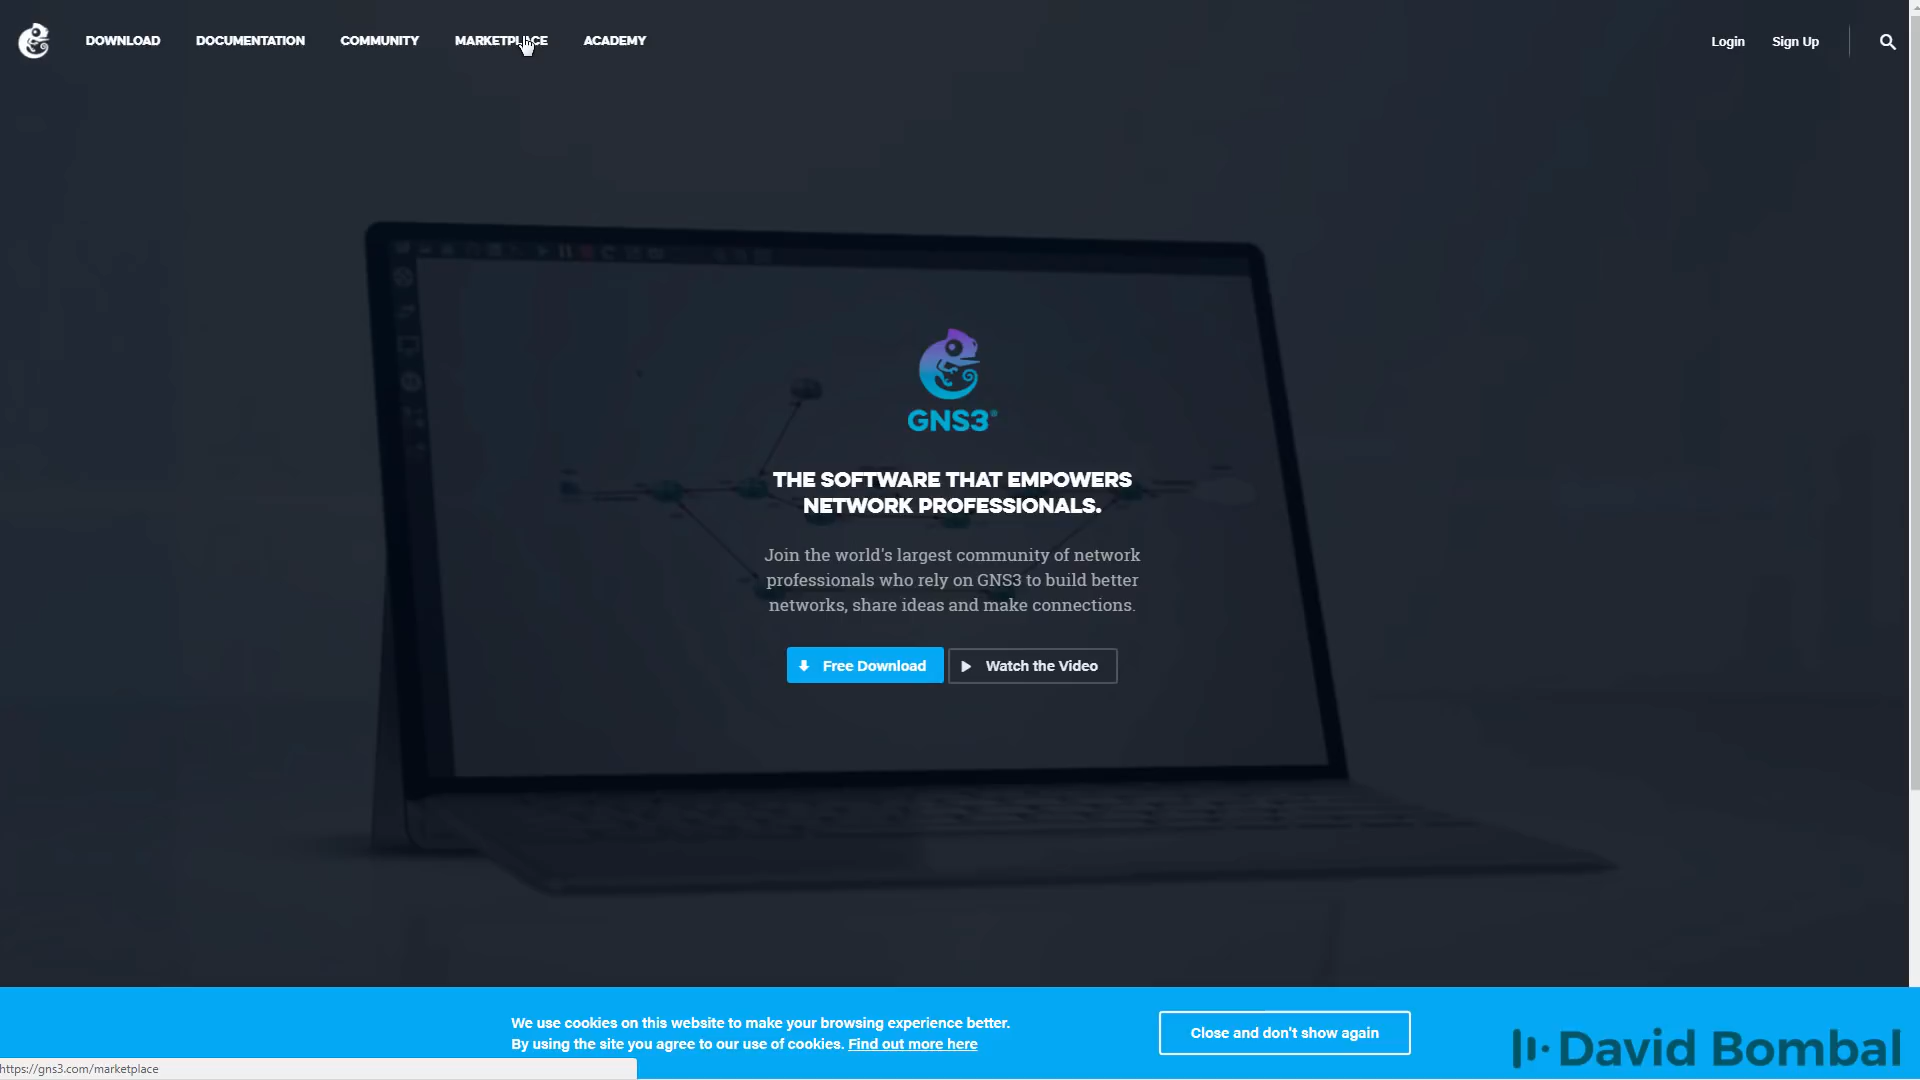 DOWNLOAD
DOCUMENTATION
COMMUNITY
MARKETPLACE
ACADEMY
Login
Sign Up
GNS3®
THE SOFTWARE THAT EMPOWERS
NETWORK PROFESSIONALS.
Join the world's largest community of network
professionals who rely on GNS3 to build better
networks, share ideas and make connections.
Free Download
Watch the Video
We use cookies on this website to make your browsing experience better.
By using the site you agree to our use of cookies. Find out more here
Close and don't show again
David Bombal
https://gns3.com/marketplace